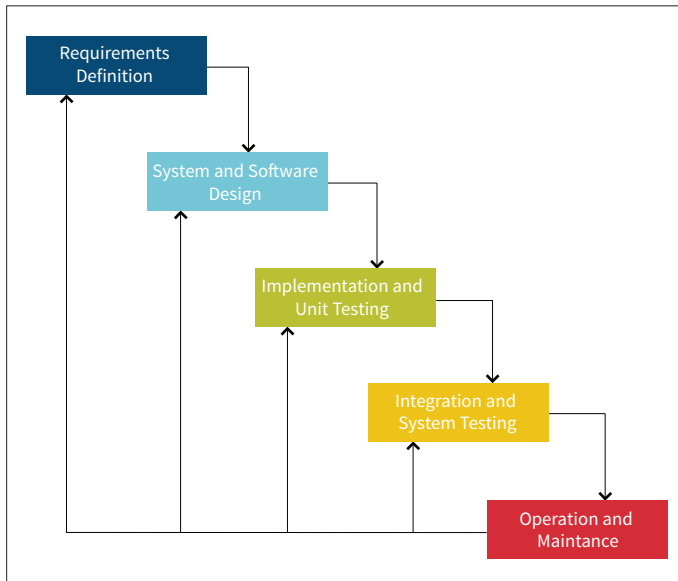 Requirements
Definition
System and Software
Design
Implementation and
Unit Testing
Integration and
System Testing
Operation and
Maintance